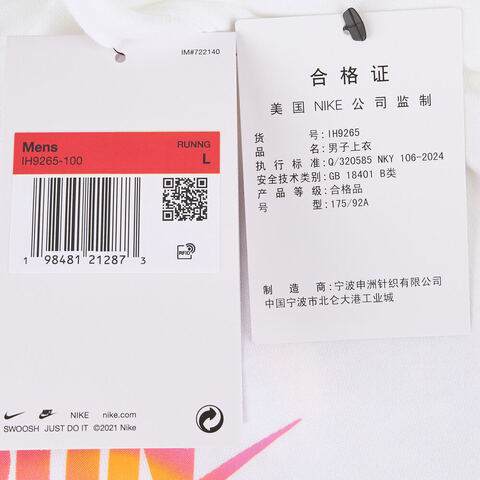 IM#722140
Mens RUNNG
IH9265-100 L
1 98481 21287 3
RFID
NIKE nike.com
SWOOSH JUST DO IT ©2021 Nike
合格证
美国 NIKE 公司监制
货号:IH9265
品名:男子上衣
执行标准:Q/320585 NKY 106-2024
安全技术类别:GB 18401 B类
产品等级:合格品
号型:175/92A
制造商:宁波申洲针织有限公司
中国宁波市北仑大港工业城